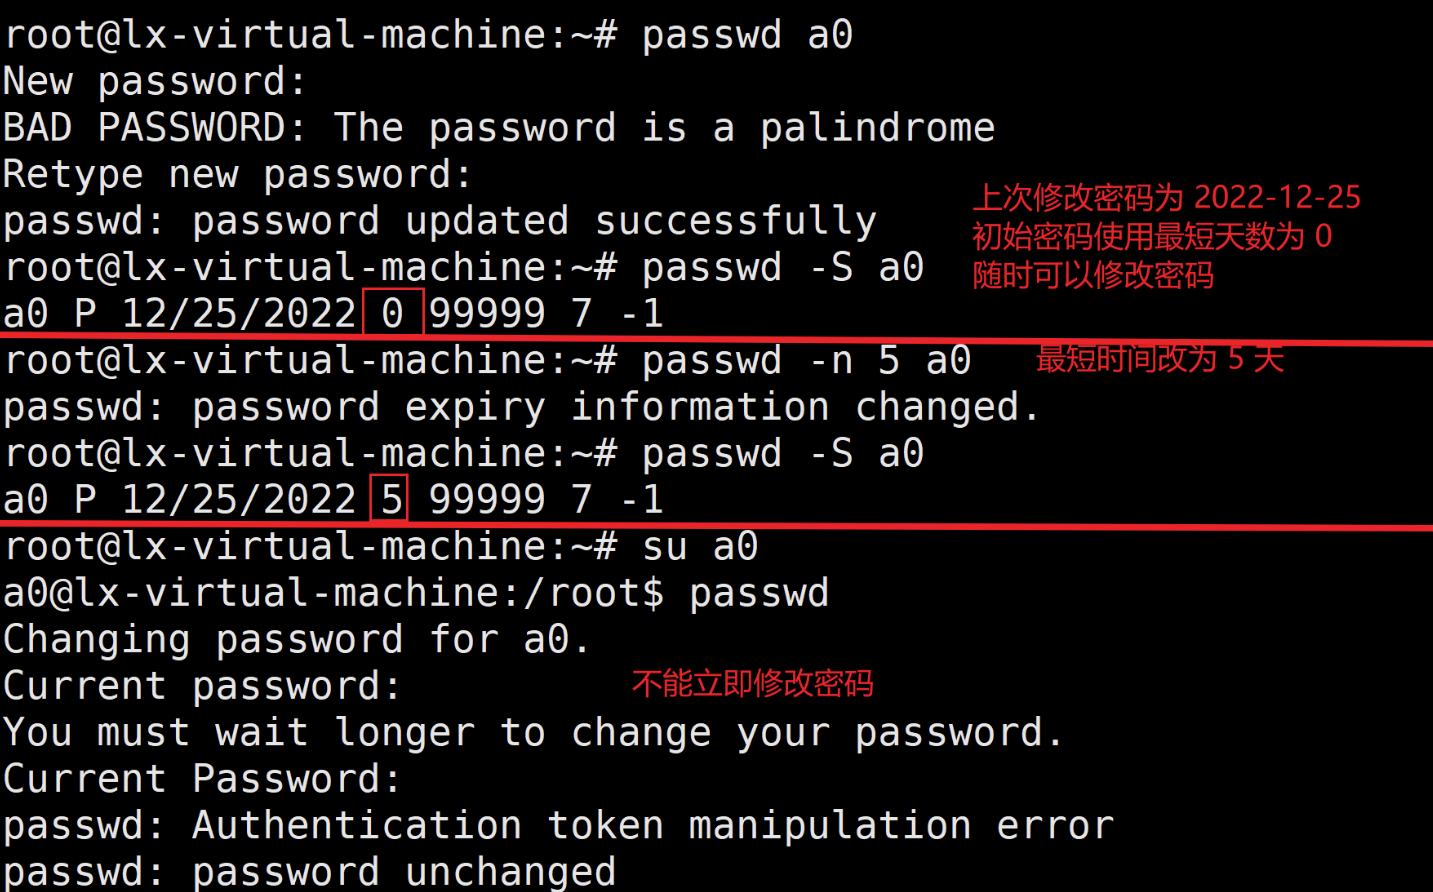 root@lx-virtual-machine:~# passwd a0
New password:
BAD PASSWORD: The password is a palindrome
Retype new password:
passwd: password updated successfully
上次修改密码为 2022-12-25
初始密码使用最短天数为 0
随时可以修改密码
root@lx-virtual-machine:~# passwd -S a0
a0 P 12/25/2022 0 99999 7 -1
root@lx-virtual-machine:~# passwd -n 5 a0
最短时间改为 5 天
passwd: password expiry information changed.
root@lx-virtual-machine:~# passwd -S a0
a0 P 12/25/2022 5 99999 7 -1
root@lx-virtual-machine:~# su a0
a0@lx-virtual-machine:/root$ passwd
Changing password for a0.
Current password:
不能立即修改密码
You must wait longer to change your password.
Current Password:
passwd: Authentication token manipulation error
passwd: password unchanged